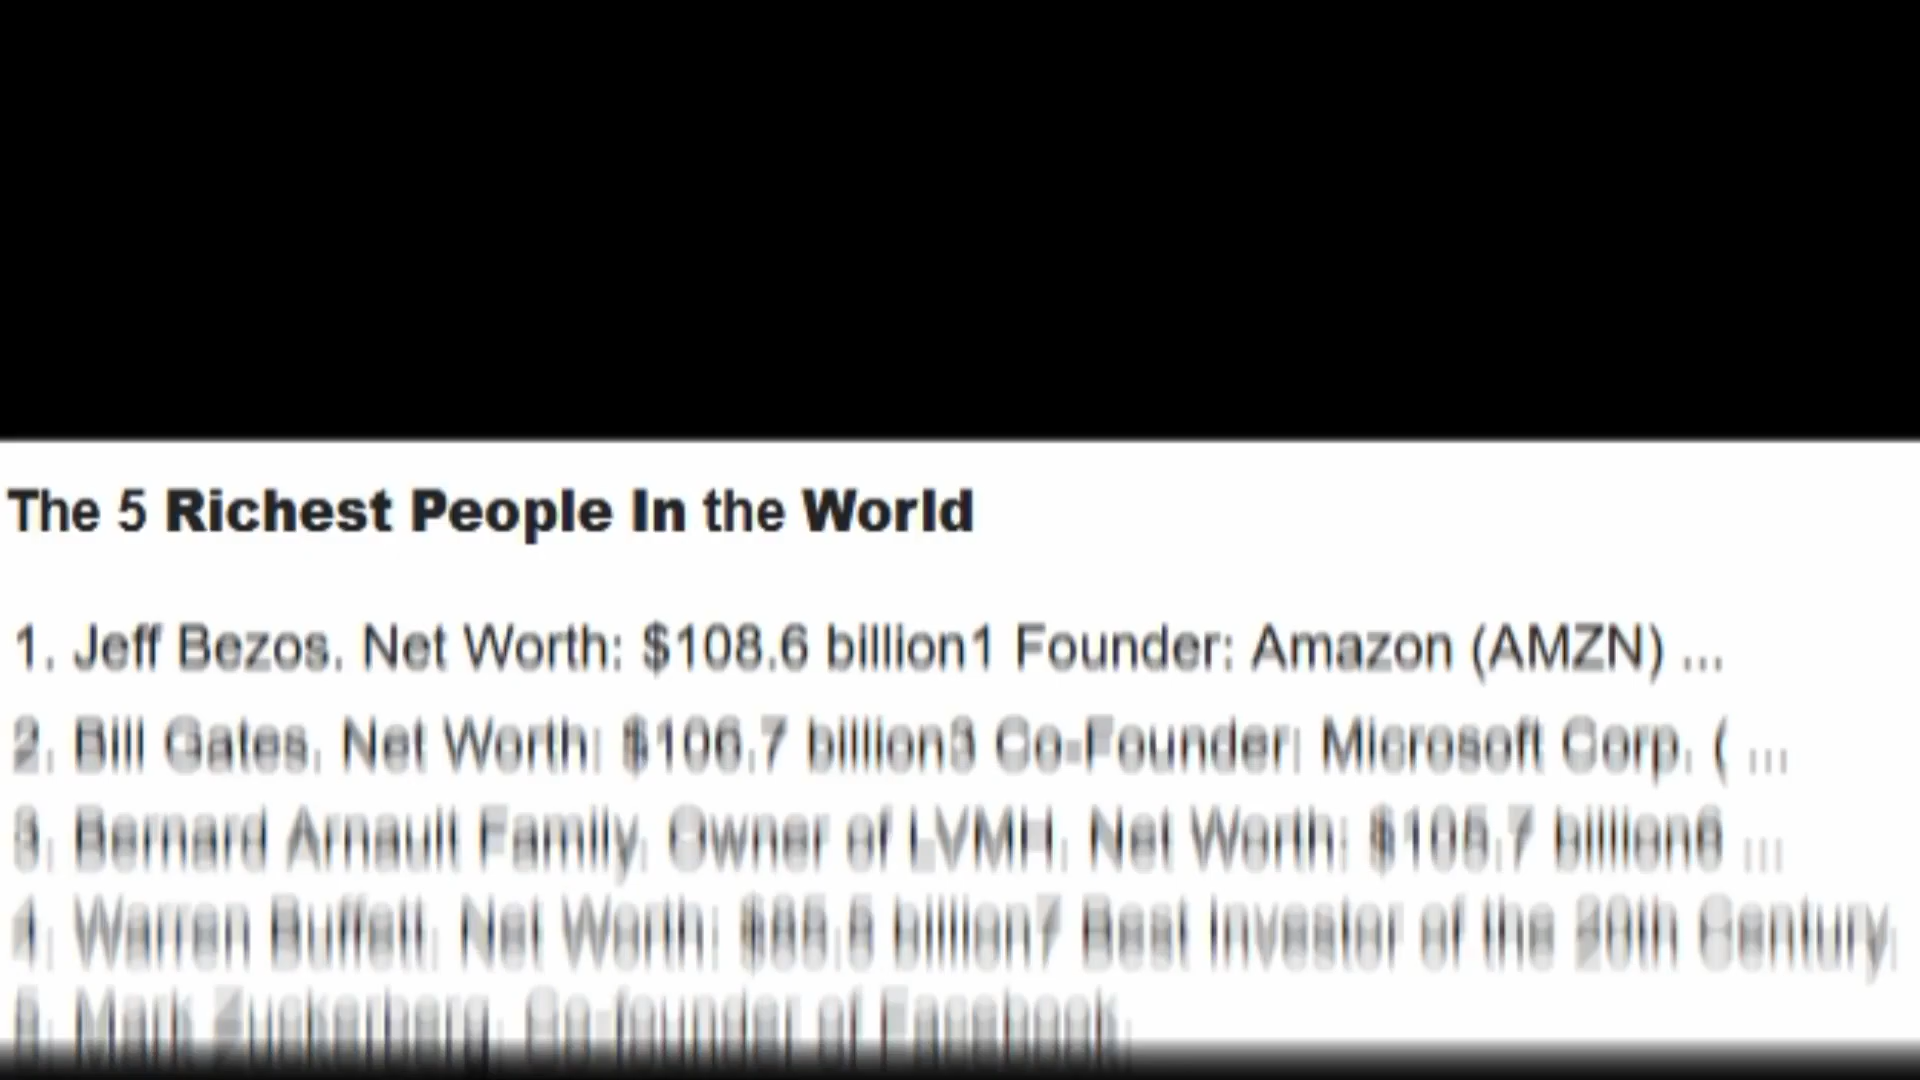 The 5 Richest People In the World
1. Jeff Bezos. Net Worth: $108.6 billion1 Founder: Amazon (AMZN) ...
2. Bill Gates. Net Worth: $106.7 billion3 Co-Founder: Microsoft Corp. ( ...
3. Bernard Arnault Family. Owner of LVMH. Net Worth: $105.7 billion6 ...
4. Warren Buffett. Net Worth: billion7 Best Investor of the 20th Century.
5. Mark Zuckerberg. Co-founder of Facebook.